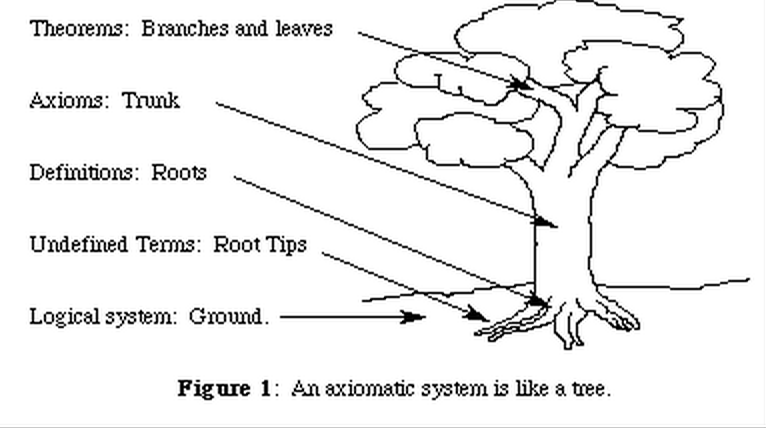 Theorems: Branches and leaves
Axioms: Trunk
Definitions: Roots
Undefined Terms: Root Tips
Logical system: Ground.
Figure 1: An axiomatic system is like a tree.